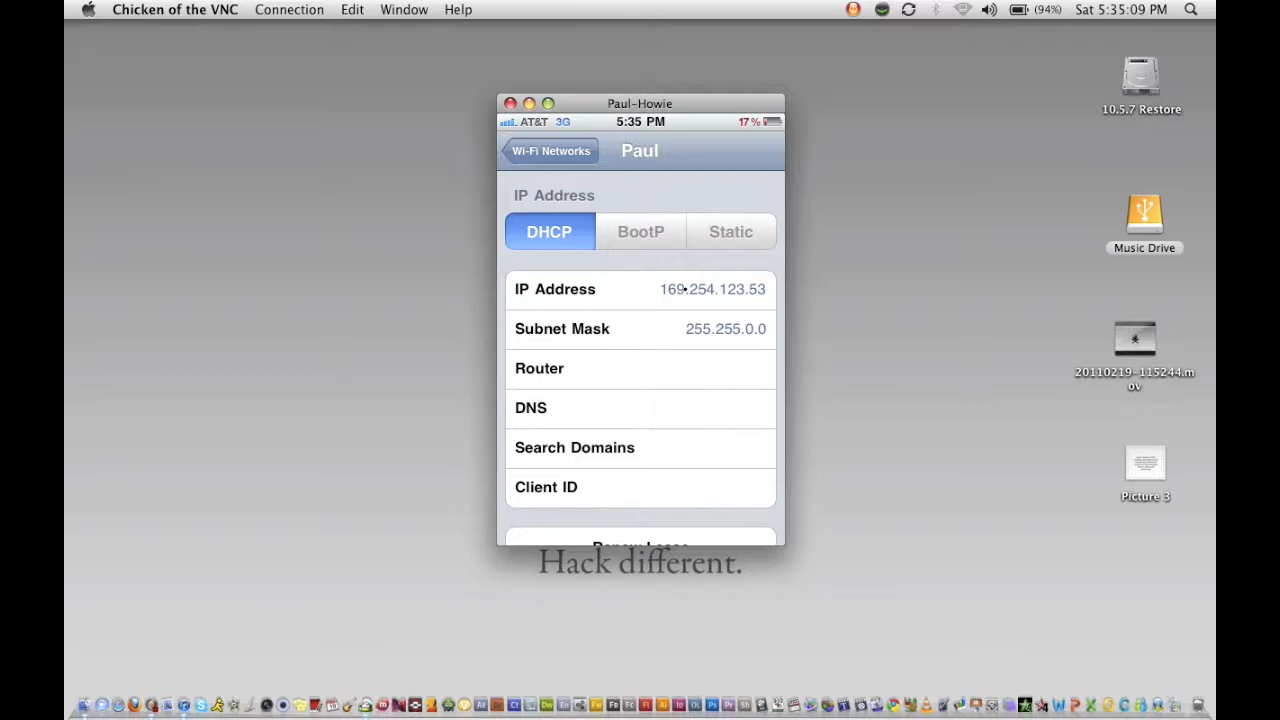 Chicken of the VNC Connection Edit Window Help (94%) Sat 5:35:09 PM
10.5.7 Restore
Music Drive
20110219-115244.m
ov
Picture 3
Paul-Howie
AT&T 3G 5:35 PM 17%
Wi-Fi Networks Paul
IP Address
DHCP BootP Static
IP Address 169.254.123.53
Subnet Mask 255.255.0.0
Router
DNS
Search Domains
Client ID
Renew Lease
Hack different.